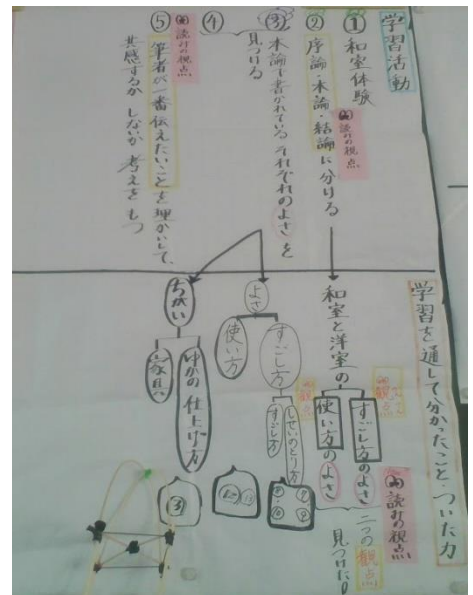 学習活動
① 和室体験
読みの視点
② 序論・本論・結論に分ける
③ 本論で書かれている それぞれのよさを
見つける
④
読みの視点
⑤ 筆者が一番伝えたいことを理かいして、
共感するか しないか 考えを もつ
学習を通して分かったこと・ついた力
読みの視点
和室と洋室の
すごし方のよさ
使い方のよさ
二つの観点
見つけた!
観点
よさ
すごし方
使い方
しせいのとり方
すごし方
ちがい
ゆかの仕上げ方
家具
③